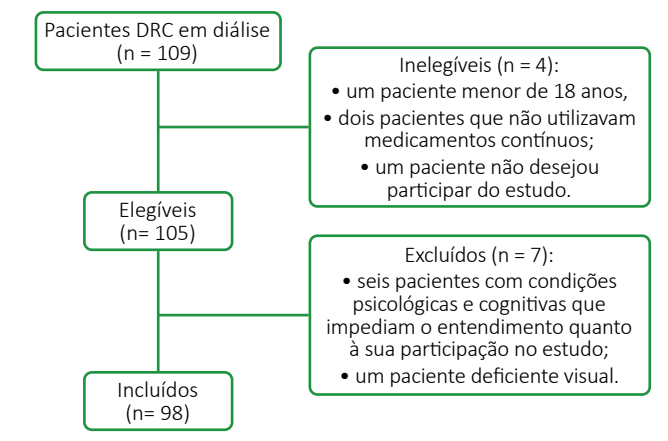 Pacientes DRC em diálise
(n = 109)
Inelegíveis (n = 4):
• um paciente menor de 18 anos,
• dois pacientes que não utilizavam
medicamentos contínuos;
• um paciente não desejou
participar do estudo.
Elegíveis
(n= 105)
Excluídos (n = 7):
• seis pacientes com condições
psicológicas e cognitivas que
impediam o entendimento quanto
à sua participação no estudo;
• um paciente deficiente visual.
Incluídos
(n= 98)